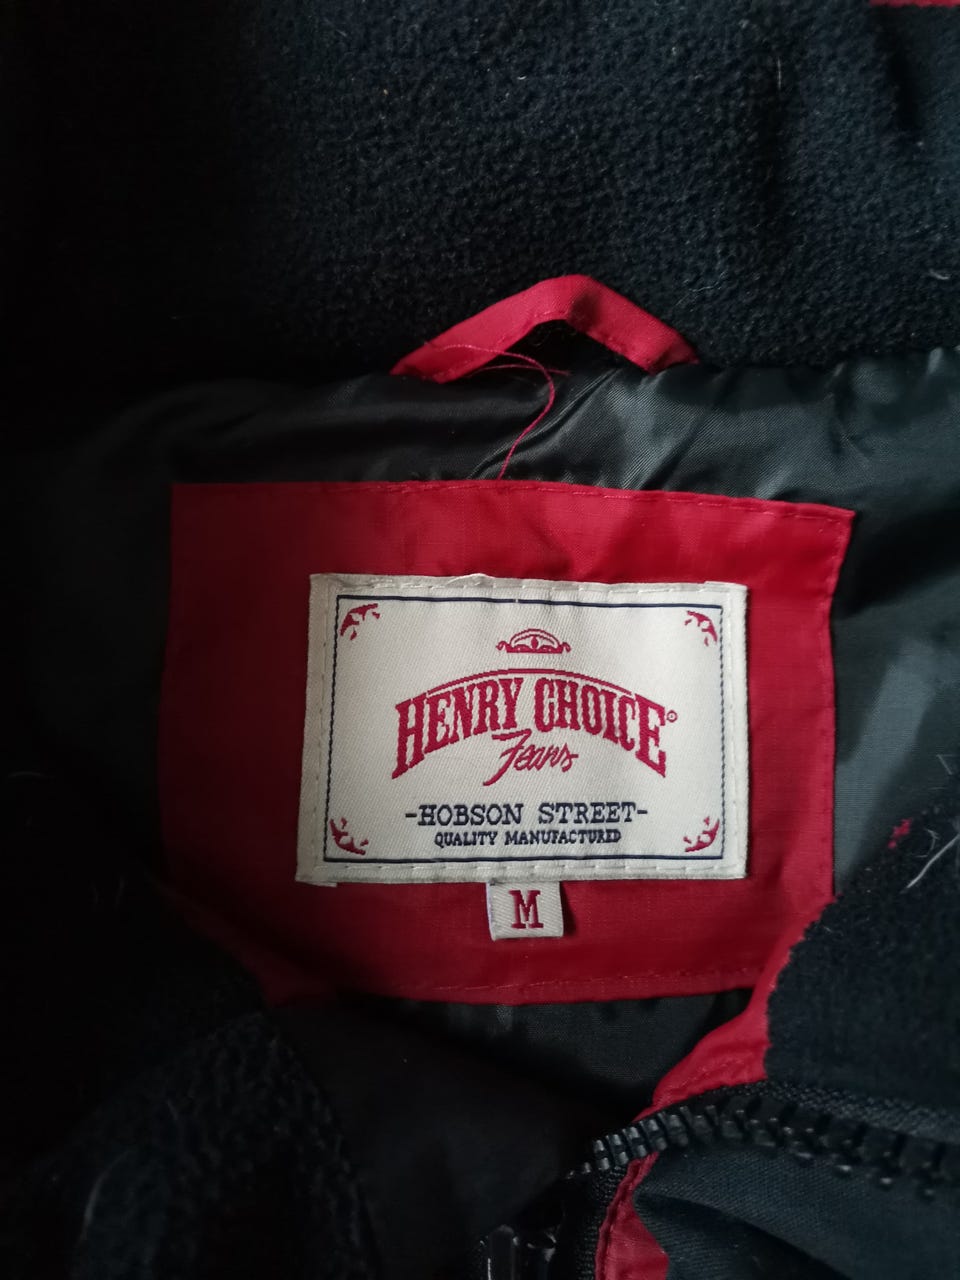 HENRY CHOICE®
Jeans
-HOBSON STREET-
QUALITY MANUFACTURED
M